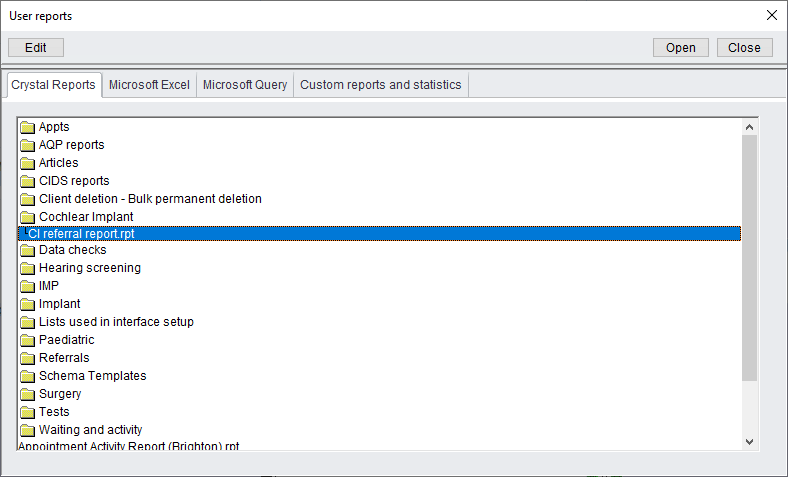 User reports
Edit Open Close
Crystal Reports Microsoft Excel Microsoft Query Custom reports and statistics
Appts
AQP reports
Articles
CIDS reports
Client deletion - Bulk permanent deletion
Cochlear Implant
CI referral report.rpt
Data checks
Hearing screening
IMP
Implant
Lists used in interface setup
Paediatric
Referrals
Schema Templates
Surgery
Tests
Waiting and activity
Appointment Activity Report (Brighton).rpt